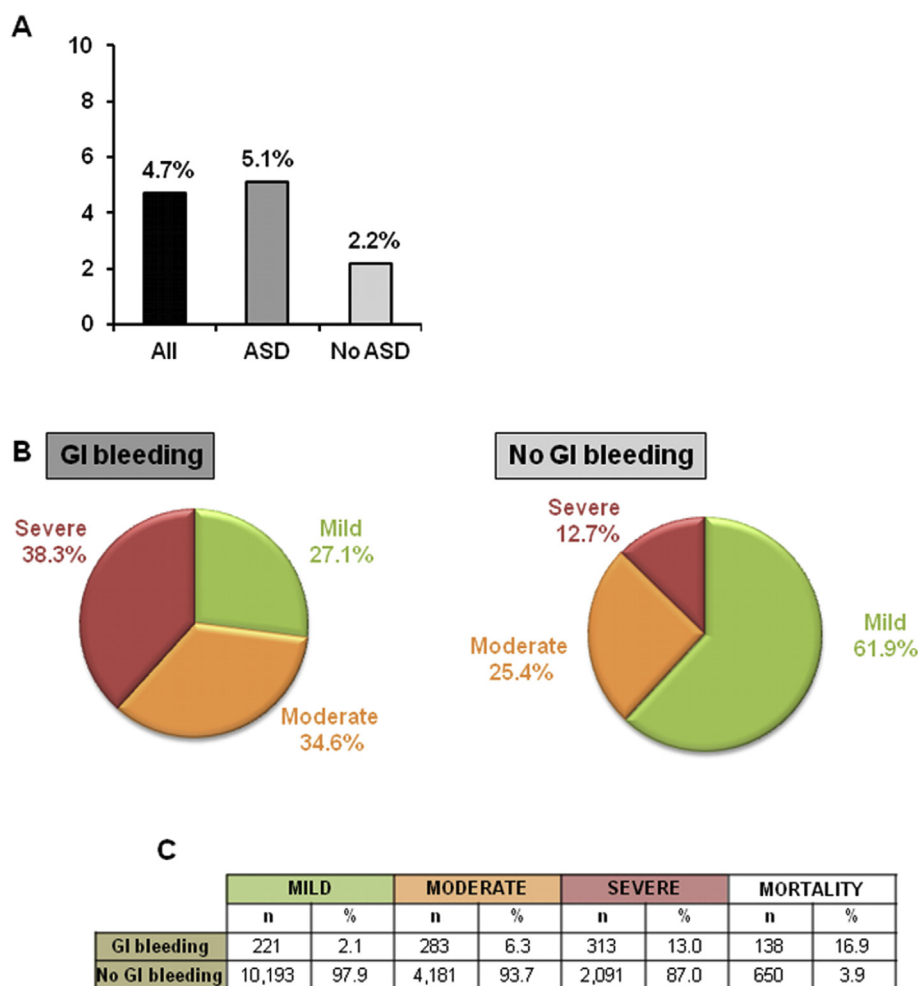 A
10
8
6
4
2
0
4.7%
5.1%
2.2%
All ASD No ASD
B
GI bleeding
No GI bleeding
Severe
38.3%
Mild
27.1%
Moderate
34.6%
Severe
12.7%
Moderate
25.4%
Mild
61.9%
C
MILD MODERATE SEVERE MORTALITY
n % n % n % n %
GI bleeding 221 2.1 283 6.3 313 13.0 138 16.9
No GI bleeding 10,193 97.9 4,181 93.7 2,091 87.0 650 3.9